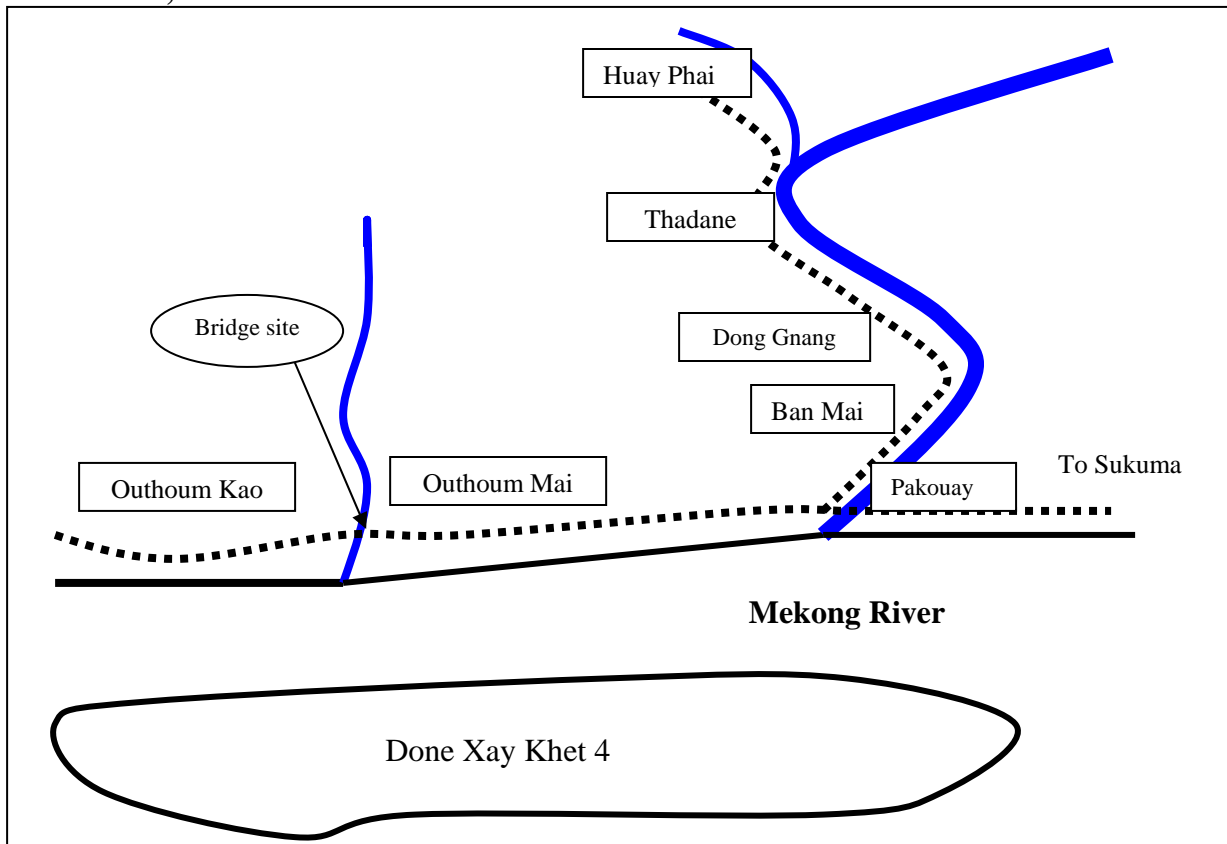 Huay Phai
Thadane
Bridge site
Dong Gnang
Ban Mai
To Sukuma
Outhoum Kao
Outhoum Mai
Pakouay
Mekong River
Done Xay Khet 4